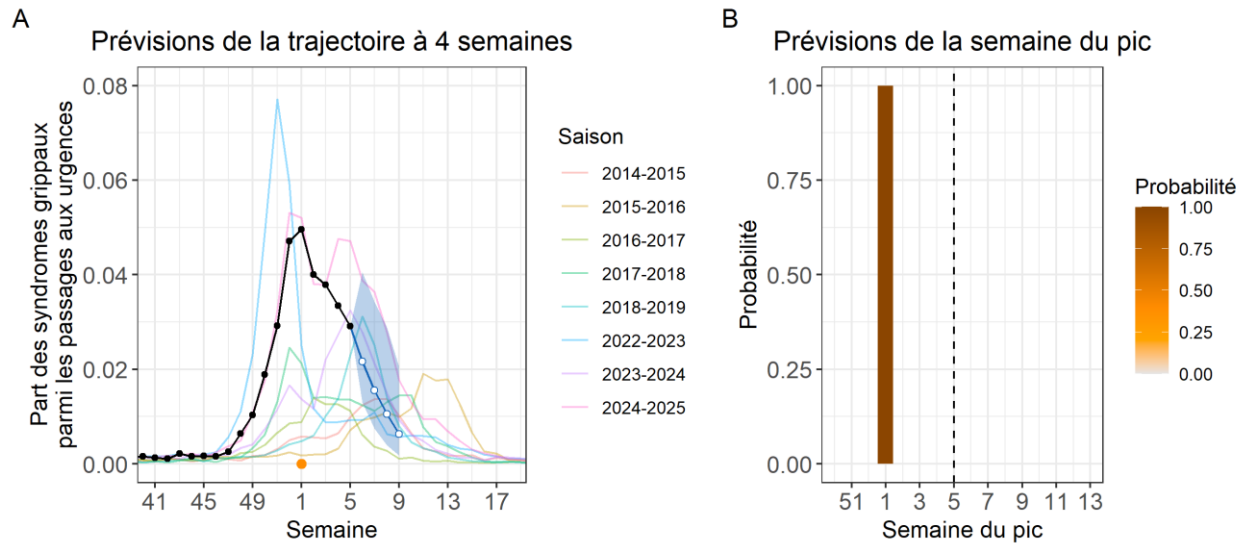 A
Prévisions de la trajectoire à 4 semaines
Part des syndromes grippaux
parmi les passages aux urgences
0.08
0.06
0.04
0.02
0.00
41 45 49 1 5 9 13 17
Semaine
Saison
2014-2015
2015-2016
2016-2017
2017-2018
2018-2019
2022-2023
2023-2024
2024-2025
B
Prévisions de la semaine du pic
Probabilité
1.00
0.75
0.50
0.25
0.00
51 1 3 5 7 9 11 13
Semaine du pic
Probabilité
1.00
0.75
0.50
0.25
0.00